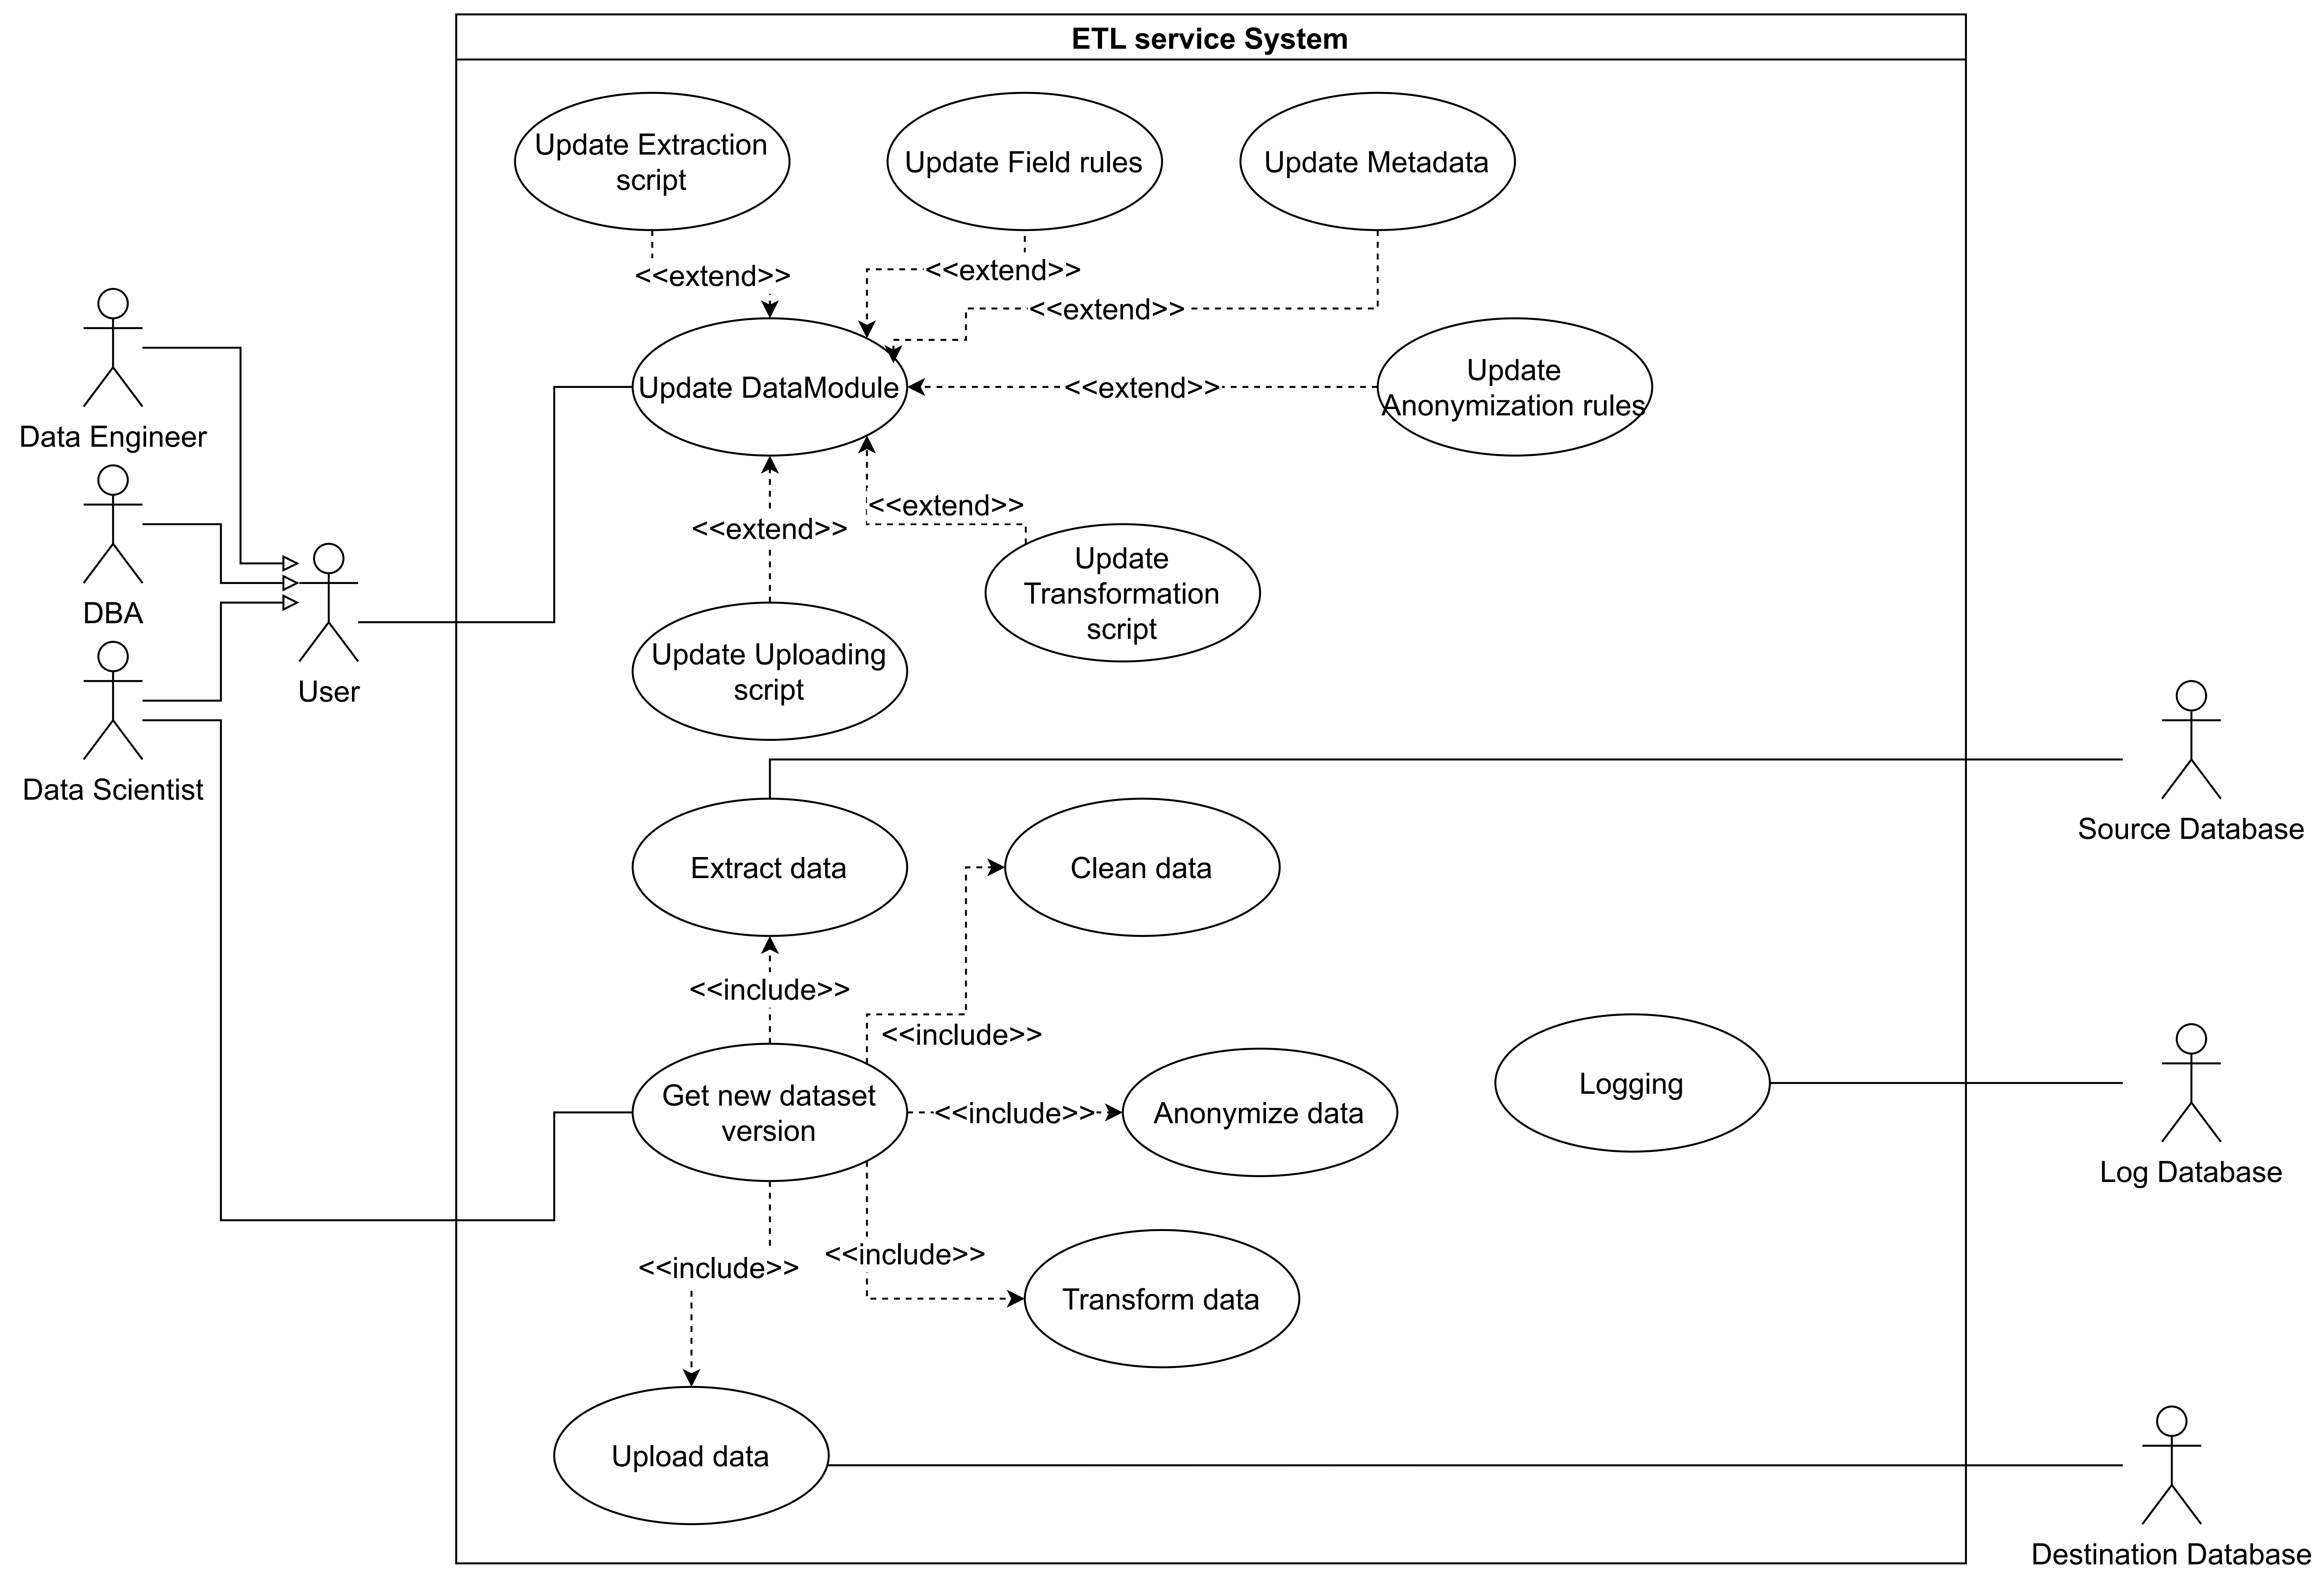 ETL service System
Update Extraction
script
Update Field rules
Update Metadata
<<extend>>
<<extend>>
<<extend>>
Data Engineer
Update DataModule
<<extend>>
Update
Anonymization rules
DBA
<<extend>>
<<extend>>
Update
Transformation
script
Update Uploading
script
User
Data Scientist
Source Database
Extract data
Clean data
<<include>>
<<include>>
Get new dataset
version
<<include>>
Anonymize data
Logging
Log Database
<<include>>
<<include>>
Transform data
Upload data
Destination Database